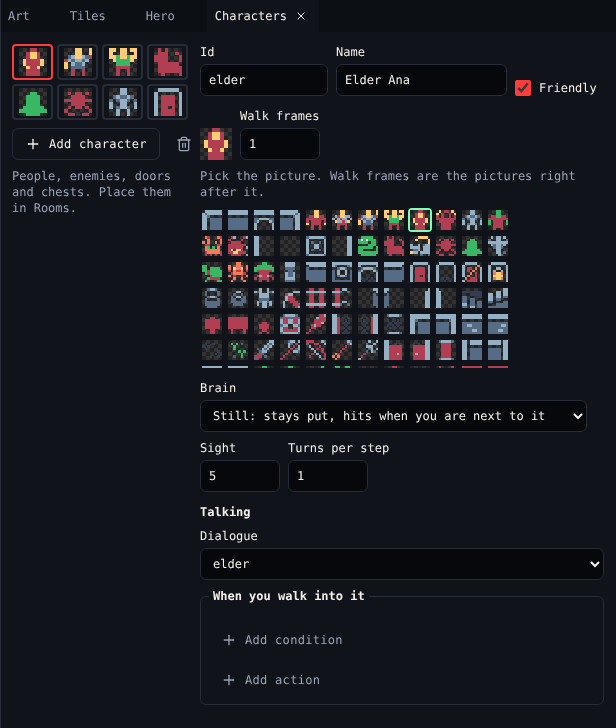 Art Tiles Hero Characters ×
Id
elder
Name
Elder Ana
Friendly
+ Add character
Walk frames
1
People, enemies, doors
and chests. Place them
in Rooms.
Pick the picture. Walk frames are the pictures right
after it.
Brain
Still: stays put, hits when you are next to it
Sight
5
Turns per step
1
Talking
Dialogue
elder
When you walk into it
+ Add condition
+ Add action